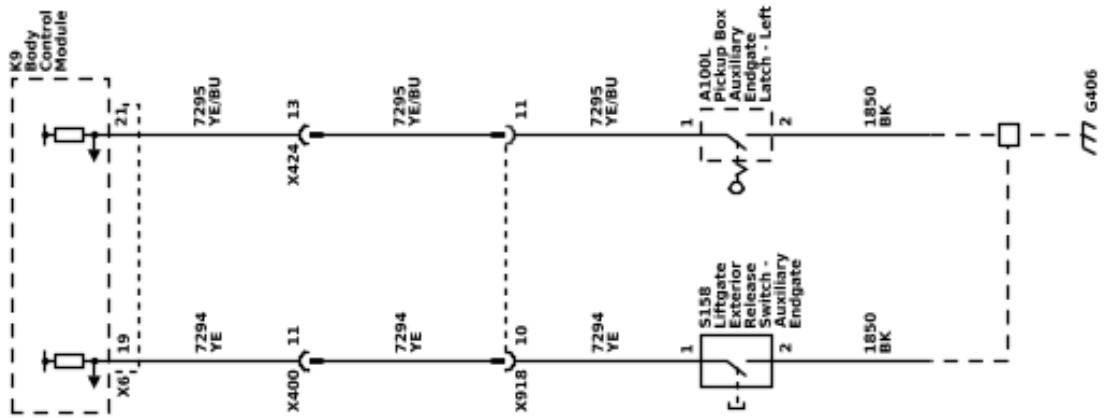 K9
Body
Control
Module
21
7295
YE/BU
13
X424
7295
YE/BU
11
7295
YE/BU
1
A100L
Pickup Box
Auxiliary
Endgate
Latch - Left
2
1850
BK
G406
X6
19
7294
YE
11
X400
7294
YE
10
X918
7294
YE
1
S158
Liftgate
Exterior
Release
Switch -
Auxiliary
Endgate
2
1850
BK